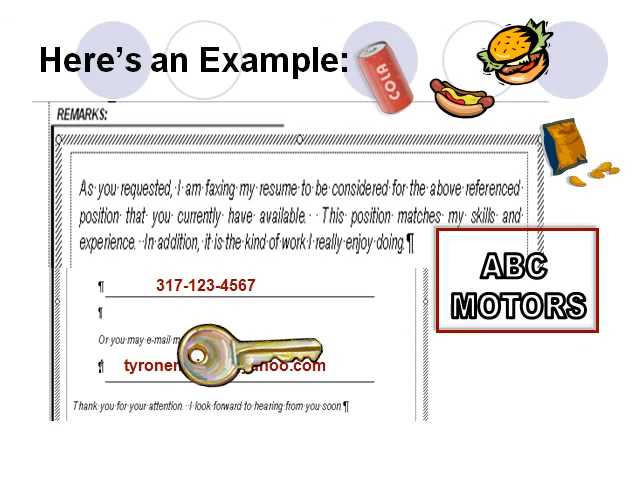 Here's an Example:
COLA
REMARKS:
As you requested, I am faxing my resume to be considered for the above referenced
position that you currently have available. This position matches my skills and
experience. In addition, it is the kind of work I really enjoy doing.¶
ABC
MOTORS
¶ 317-123-4567
¶
Or you may e-mail
¶
Thank you for your attention. I look forward to hearing from you soon.¶